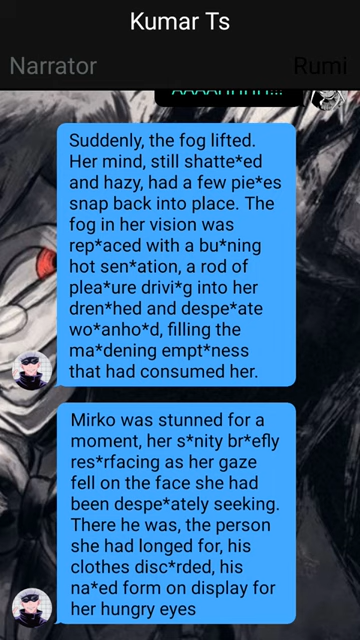 Kumar Ts
Narrator
Rumi
Suddenly, the fog lifted.
Her mind, still shatte*ed
and hazy, had a few pie*es
snap back into place. The
fog in her vision was
rep*aced with a bu*ning
hot sen*ation, a rod of
plea*ure drivi*g into her
dren*hed and despe*ate
wo*anho*d, filling the
ma*dening empt*ness
that had consumed her.
Mirko was stunned for a
moment, her s*nity br*efly
res*rfacing as her gaze
fell on the face she had
been despe*ately seeking.
There he was, the person
she had longed for, his
clothes disc*rded, his
na*ed form on display for
her hungry eyes